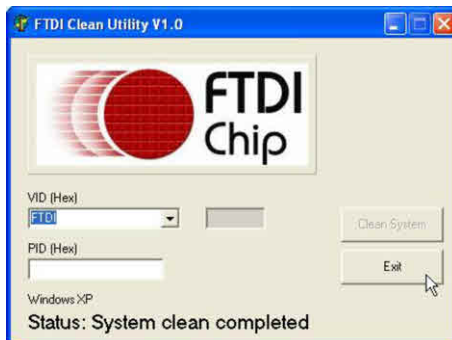 FTDI Clean Utility V1.0
FTDI
Chip
VID (Hex)
FTDI
Clean System
PID (Hex)
Exit
Windows XP
Status: System clean completed